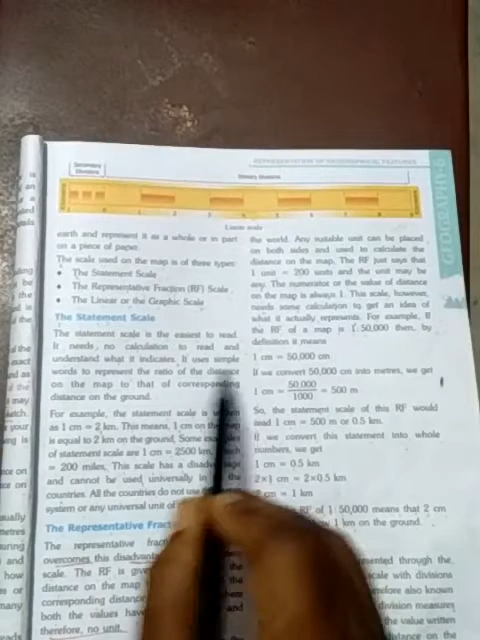 REPRESENTATION OF GEOGRAPHICAL FEATURES
GEOGRAPHY-6
Secondary
Divisions
Primary Divisions
Linear scale
earth and represent it as a whole or in part
on a piece of paper.
The scale used on the map is of three types:
• The Statement Scale
• The Representative Fraction (RF) Scale
• The Linear or the Graphic Scale
The Statement Scale
The statement scale is the easiest to read.
It needs no calculation to read and
understand what it indicates. It uses simple
words to represent the ratio of the distance
on the map to that of corresponding
distance on the ground.
For example, the statement scale is
as 1 cm = 2 km. This means, 1 cm on the
is equal to 2 km on the ground. Some
of statement scale are 1 cm = 2500 km,
= 200 miles. This scale has a
and cannot be used universally in the
countries. All the countries do not use
system or any universal unit of
The Representative
The representative
overcomes this
scale. The RF is
distance on the map
corresponding distance
both the values have
therefore, no unit.
the world. Any suitable unit can be placed
on both sides and used to calculate the
distance on the map. The RF just says that
1 unit = 200 units and the unit may be
any. The numerator or the value of distance
on the map is always 1. This scale, however,
needs some calculation to get an idea of
what it actually represents. For example, if
the RF of a map is 1:50,000 then, by
definition it means
1 cm = 50,000 cm
If we convert 50,000 cm into metres, we get
1 cm = 50,000/1000 = 500 m
So, the statement scale of this RF would
read 1 cm = 500 m or 0.5 km.
If we convert this statement into whole
numbers, we get
1 cm = 0.5 km
2×1 cm = 2×0.5 km
cm = 1 km
RF of 1:50,000 means that 2 cm
1 km on the ground.
through the
scale with divisions
also known
division measures
the value written
distance on the